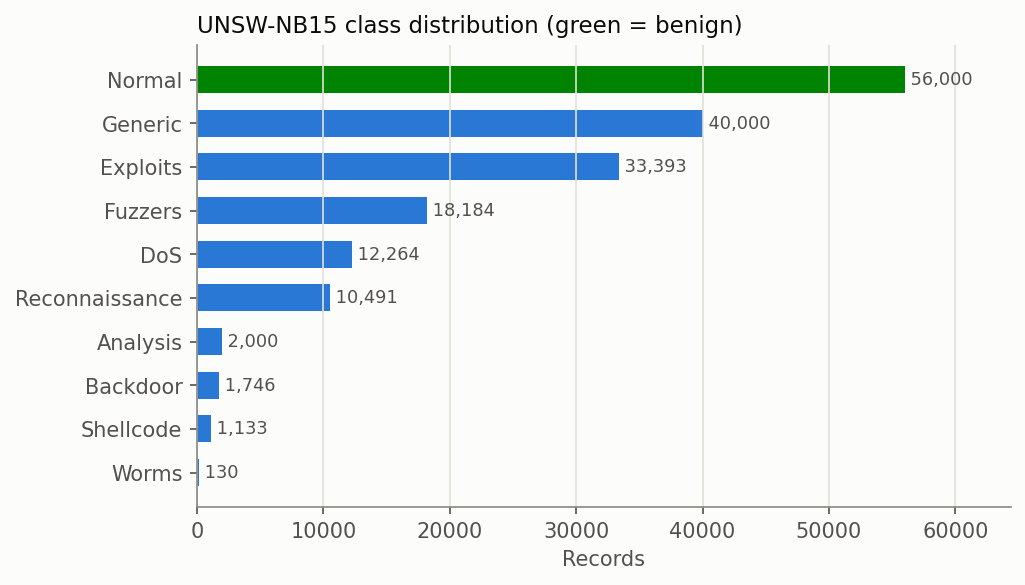 UNSW-NB15 class distribution (green = benign)
Normal 56,000
Generic 40,000
Exploits 33,393
Fuzzers 18,184
DoS 12,264
Reconnaissance 10,491
Analysis 2,000
Backdoor 1,746
Shellcode 1,133
Worms 130
0 10000 20000 30000 40000 50000 60000
Records